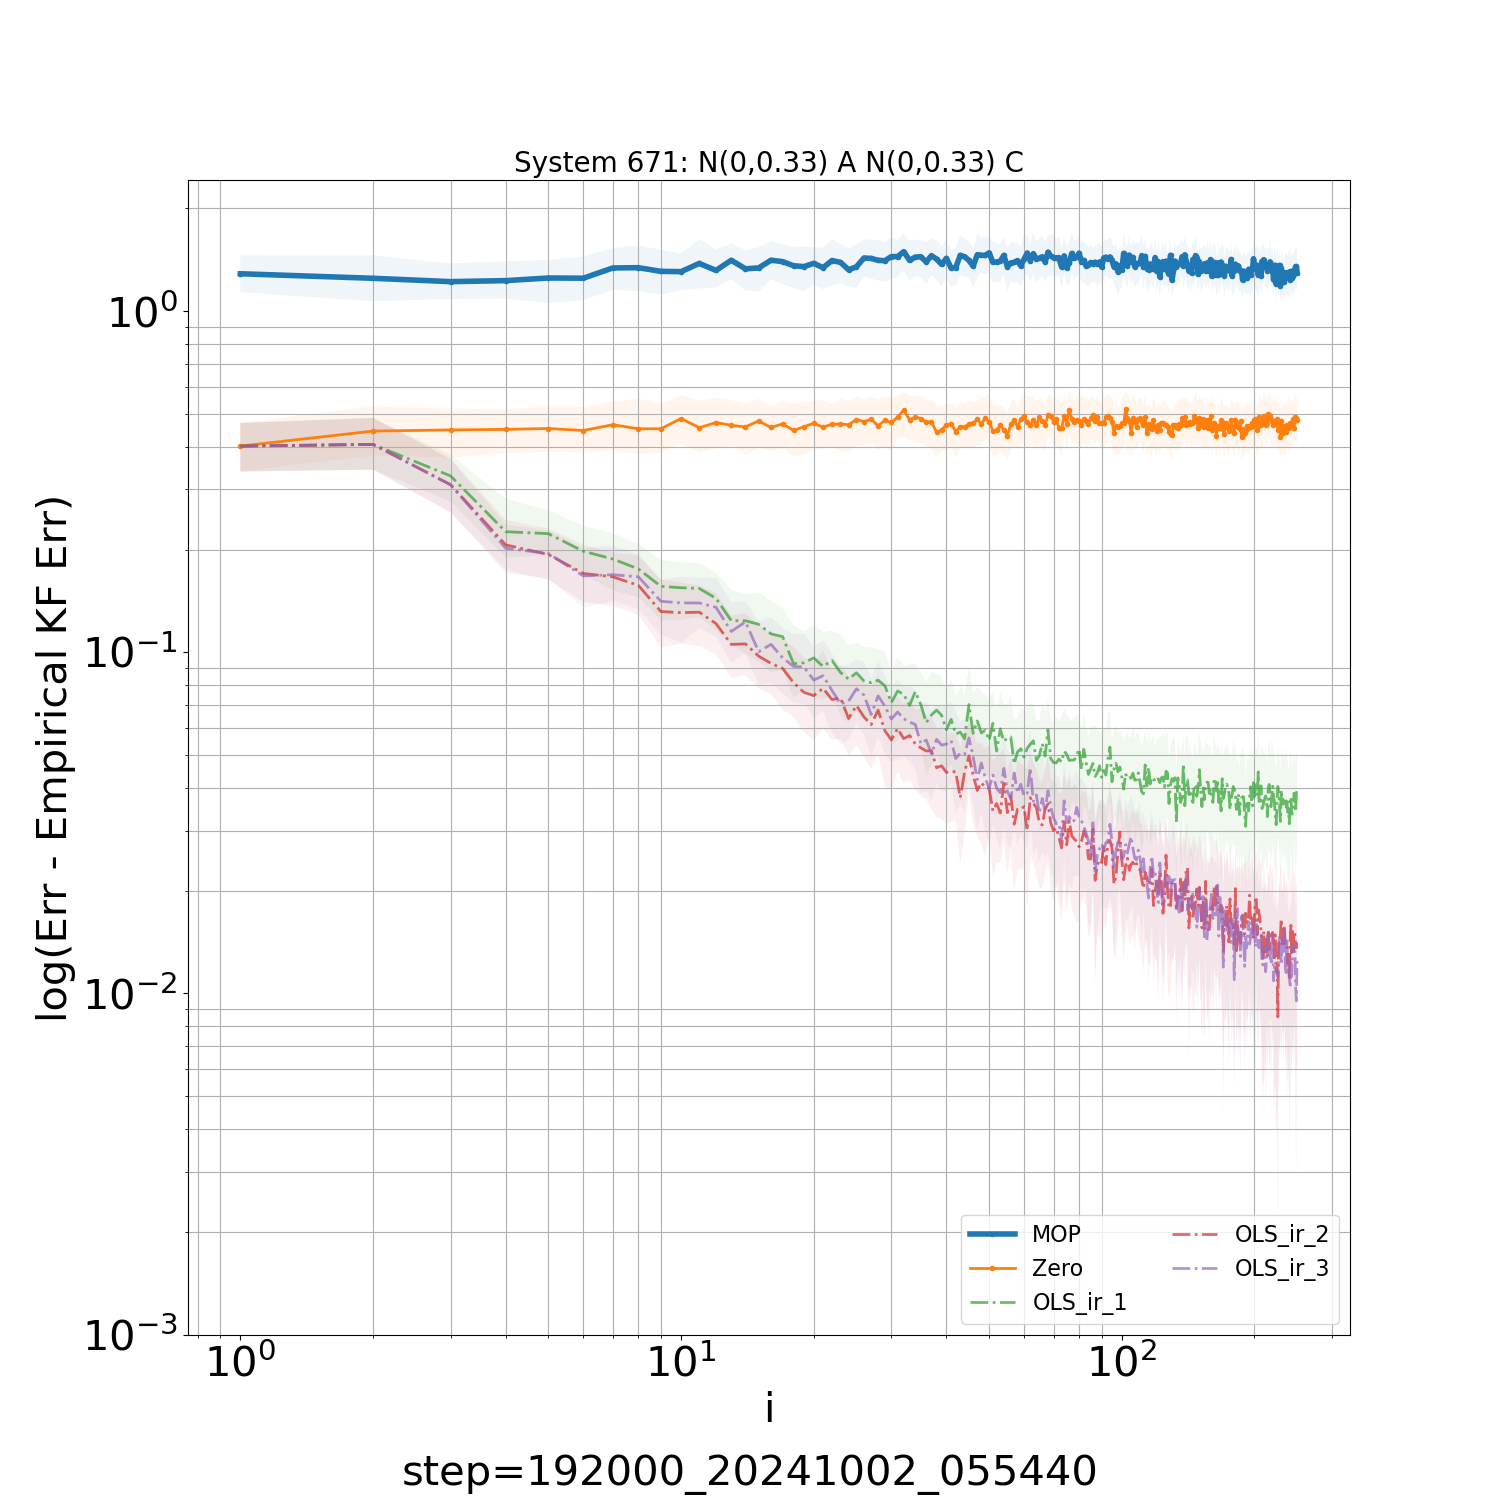 System 671: N(0,0.33) A N(0,0.33) C
log(Err - Empirical KF Err)
10^0
10^-1
10^-2
10^-3
10^0 10^1 10^2
i
step=192000_20241002_055440
MOP
Zero
OLS_ir_1
OLS_ir_2
OLS_ir_3